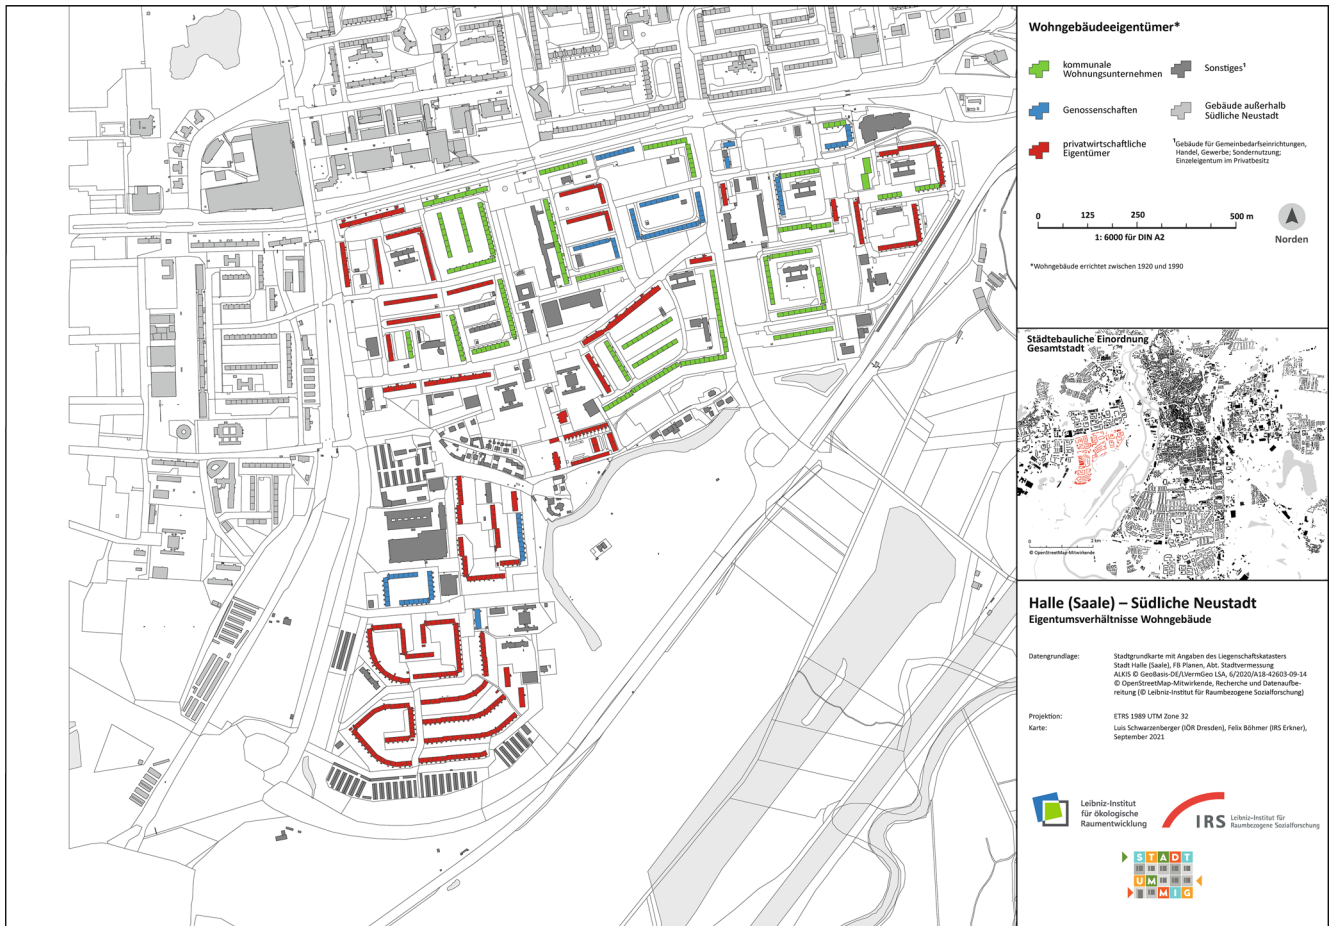 Wohngebäudeeigentümer*
kommunale
Wohnungsunternehmen
Sonstiges¹
Genossenschaften
Gebäude außerhalb
Südliche Neustadt
privatwirtschaftliche
Eigentümer
¹Gebäude für Gemeinbedarfseinrichtungen,
Handel, Gewerbe; Sondernutzung;
Einzeleigentum im Privatbesitz
0 125 250 500 m
1: 6000 für DIN A2
Norden
*Wohngebäude errichtet zwischen 1920 und 1990
Städtebauliche Einordnung
Gesamtstadt
0 2 km
© OpenStreetMap-Mitwirkende
Halle (Saale) – Südliche Neustadt
Eigentumsverhältnisse Wohngebäude
Datengrundlage: Stadtgrundkarte mit Angaben des Liegenschaftskatasters
Stadt Halle (Saale), FB Planen, Abt. Stadtvermessung
ALKIS © GeoBasis-DE/LVermGeo LSA, 6/2020/A18-42603-09-14
© OpenStreetMap-Mitwirkende, Recherche und Datenaufbe-
reitung (© Leibniz-Institut für Raumbezogene Sozialforschung)
Projektion: ETRS 1989 UTM Zone 32
Karte: Luis Schwarzenberger (IÖR Dresden), Felix Böhmer (IRS Erkner),
September 2021
Leibniz-Institut
für ökologische
Raumentwicklung
IRS Leibniz-Institut für
Raumbezogene Sozialforschung
STADT
UM
MIG